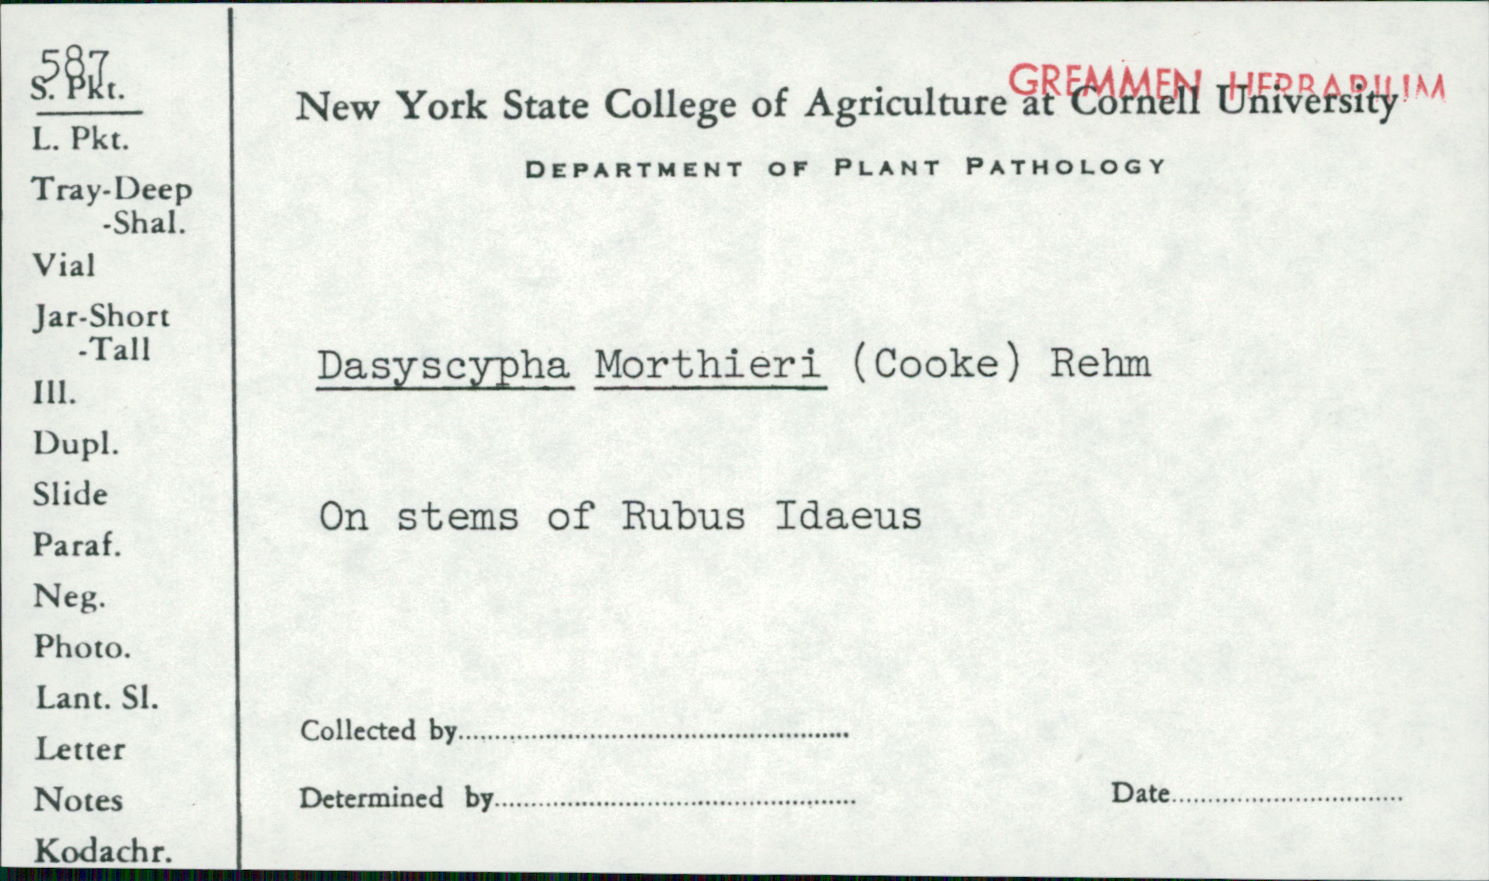 587
S. Pkt.
L. Pkt.
Tray-Deep
-Shal.
Vial
Jar-Short
-Tall
Ill.
Dupl.
Slide
Paraf.
Neg.
Photo.
Lant. Sl.
Letter
Notes
Kodachr.
GREMMEN HERBARIUM
New York State College of Agriculture at Cornell University
DEPARTMENT OF PLANT PATHOLOGY
Dasyscypha Morthieri (Cooke) Rehm
On stems of Rubus Idaeus
Collected by
Determined by
Date